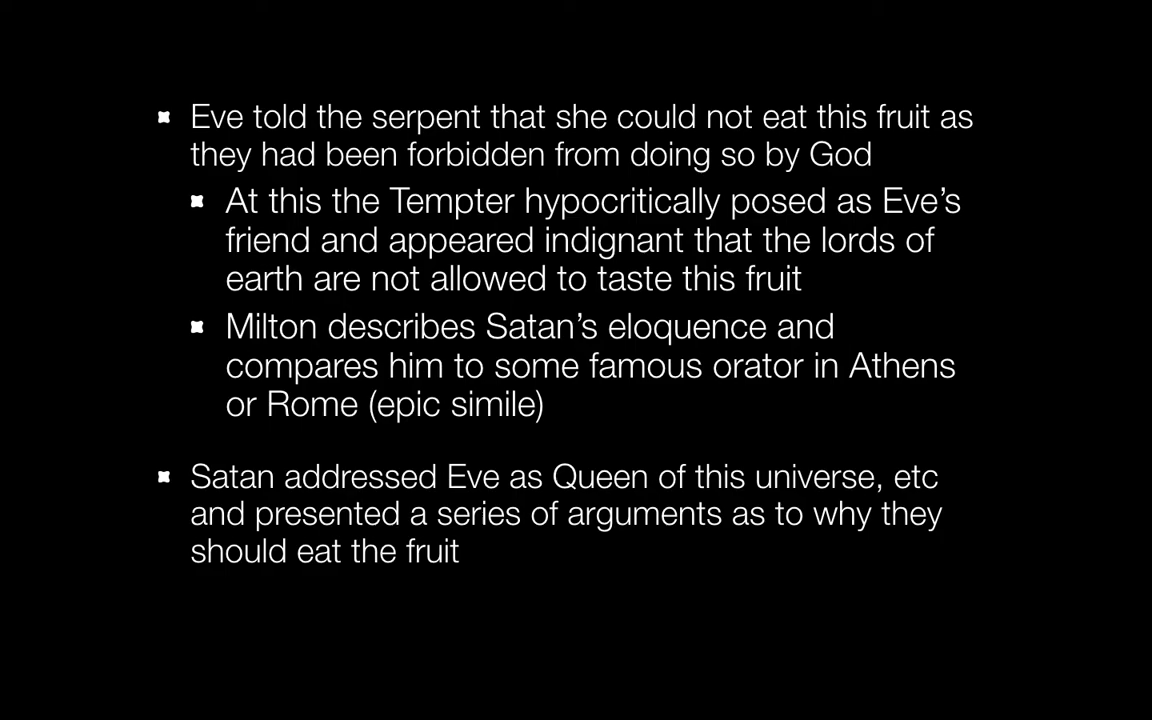 Eve told the serpent that she could not eat this fruit as
they had been forbidden from doing so by God
At this the Tempter hypocritically posed as Eve’s
friend and appeared indignant that the lords of
earth are not allowed to taste this fruit
Milton describes Satan’s eloquence and
compares him to some famous orator in Athens
or Rome (epic simile)
Satan addressed Eve as Queen of this universe, etc
and presented a series of arguments as to why they
should eat the fruit